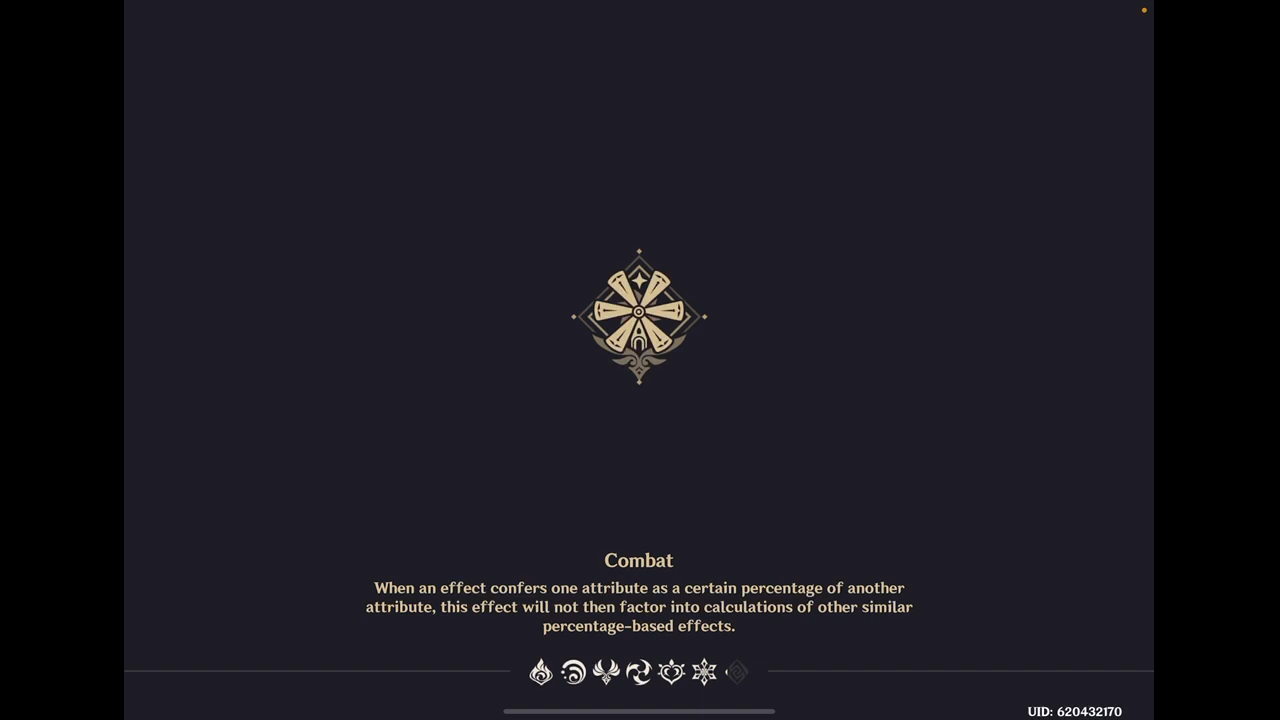 Combat
When an effect confers one attribute as a certain percentage of another
attribute, this effect will not then factor into calculations of other similar
percentage-based effects.
UID: 620432170